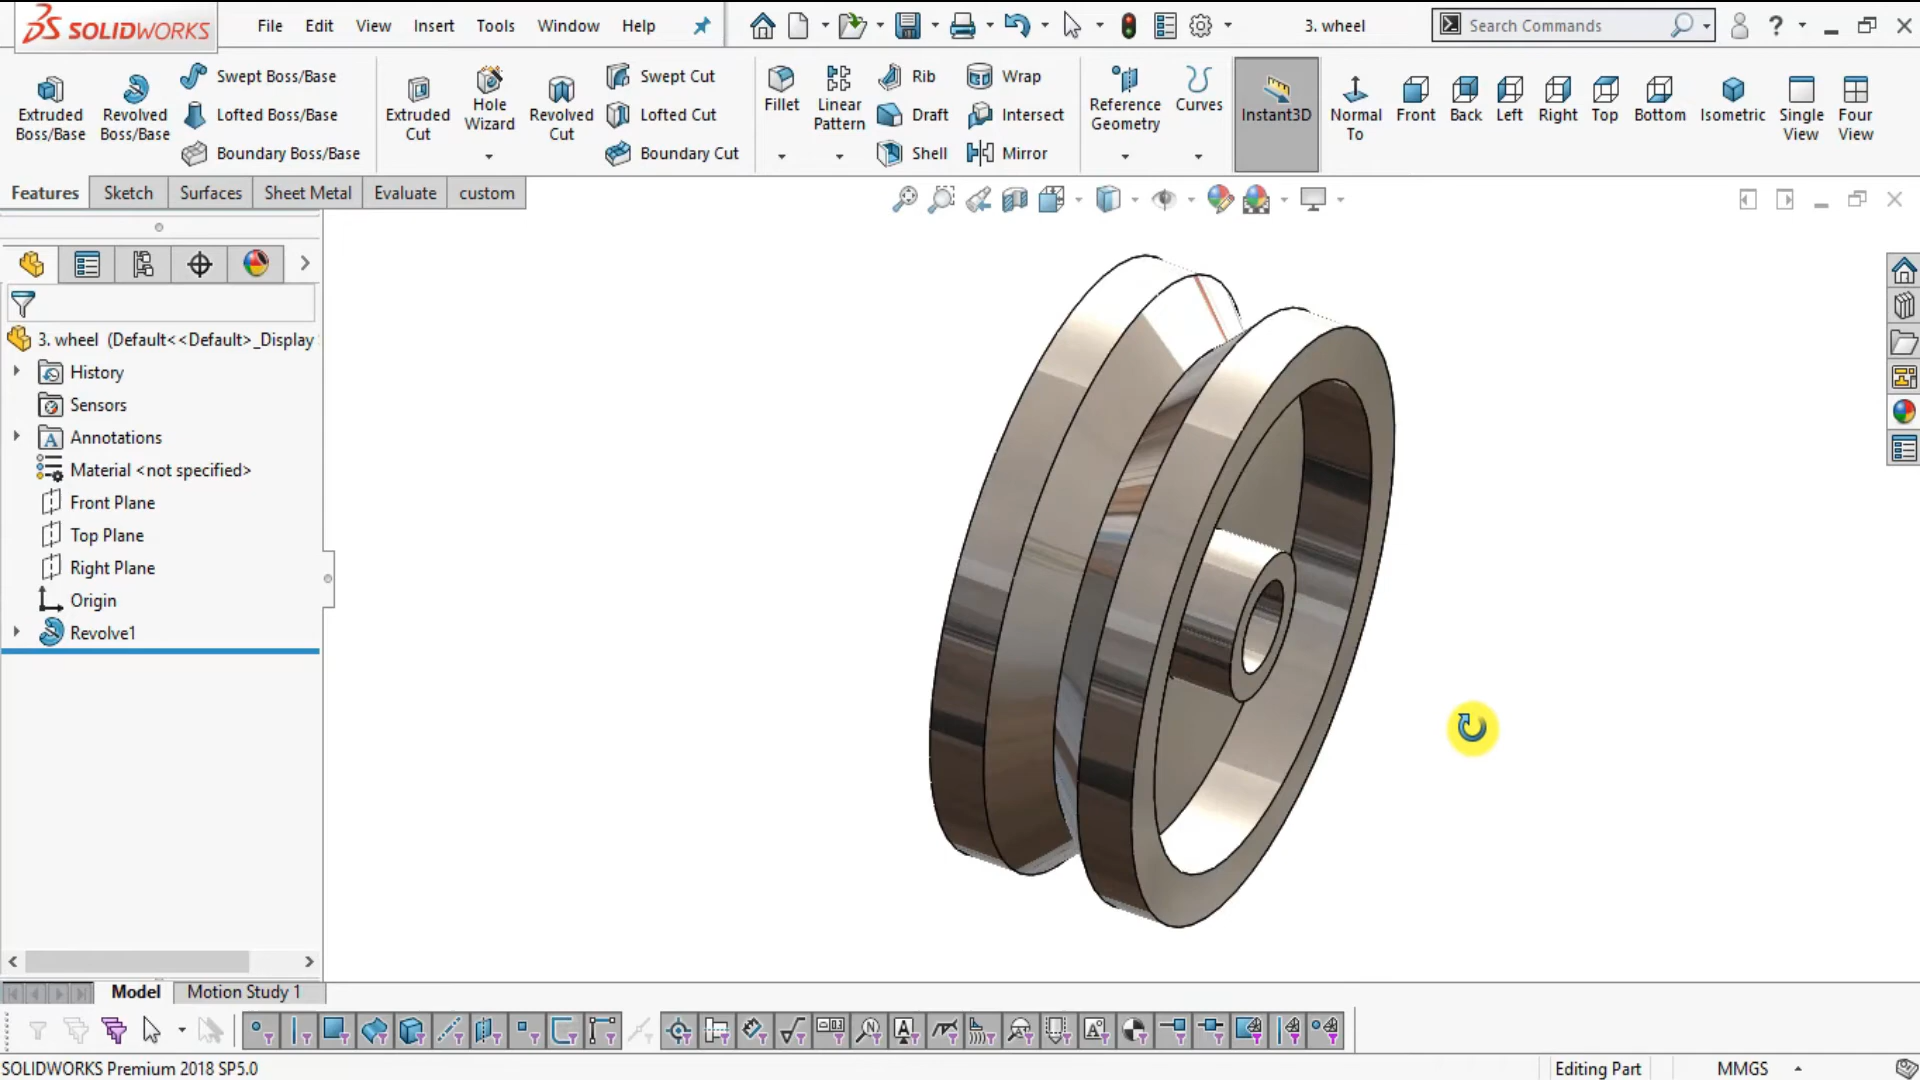 SOLIDWORKS File Edit View Insert Tools Window Help 3. wheel Search Commands ?
Extruded Boss/Base
Revolved Boss/Base
Swept Boss/Base
Lofted Boss/Base
Boundary Boss/Base
Extruded Cut
Hole Wizard
Revolved Cut
Swept Cut
Lofted Cut
Boundary Cut
Fillet
Linear Pattern
Rib
Draft
Shell
Wrap
Intersect
Mirror
Reference Geometry
Curves
Instant3D
Normal To
Front
Back
Left
Right
Top
Bottom
Isometric
Single View
Four View
Features Sketch Surfaces Sheet Metal Evaluate custom
3. wheel (Default<<Default>_Display
History
Sensors
Annotations
Material <not specified>
Front Plane
Top Plane
Right Plane
Origin
Revolve1
Model Motion Study 1
SOLIDWORKS Premium 2018 SP5.0 Editing Part MMGS